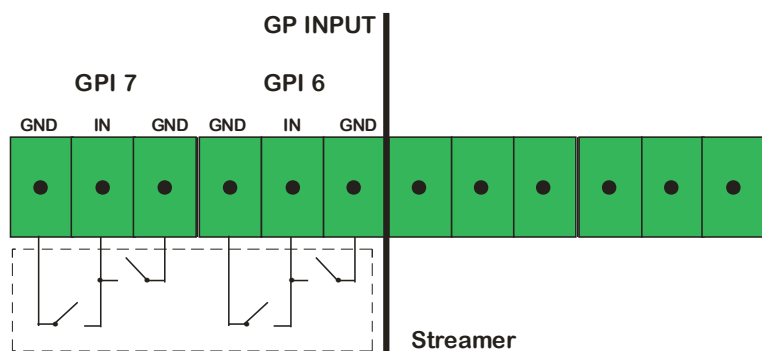 GP INPUT
GPI 7 GPI 6
GND IN GND GND IN GND
Streamer